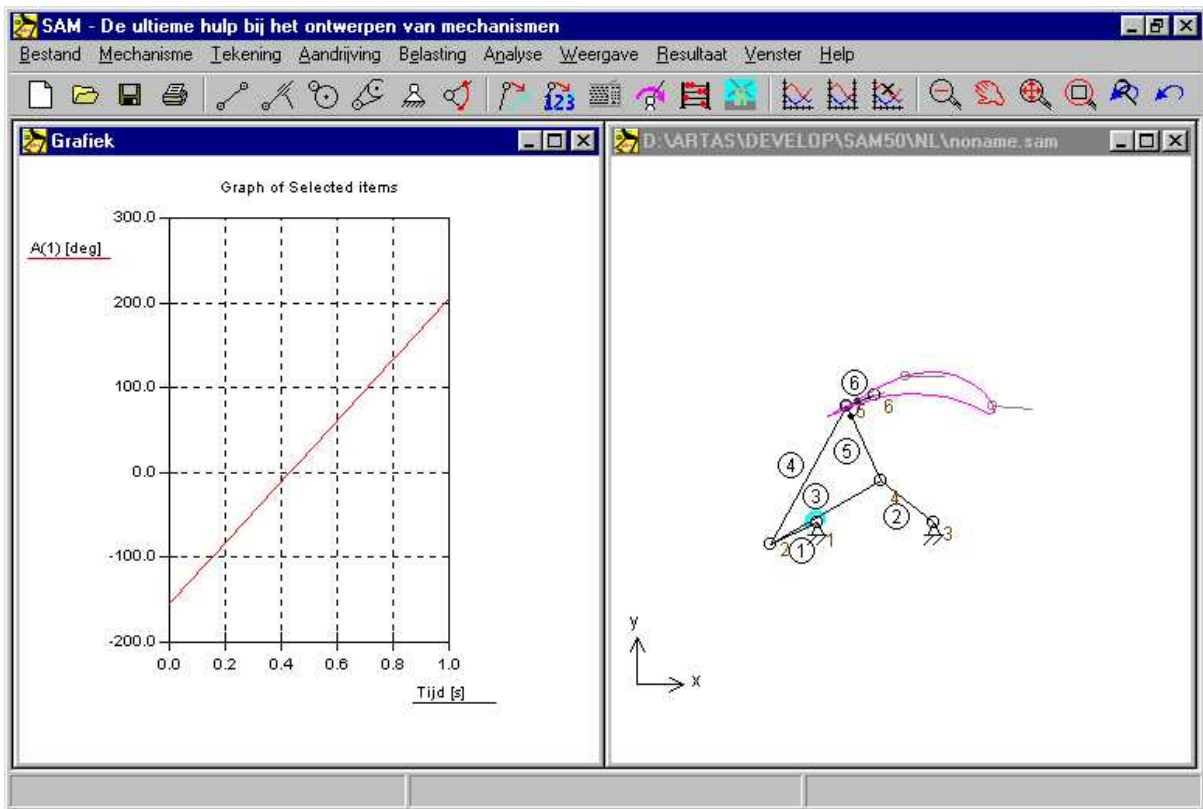 SAM - De ultieme hulp bij het ontwerpen van mechanismen
Bestand Mechanisme Tekening Aandrijving Belasting Analyse Weergave Resultaat Venster Help
123
Grafiek
Graph of Selected items
A(1) [deg]
300.0
200.0
100.0
0.0
-100.0
-200.0
0.0 0.2 0.4 0.6 0.8 1.0
Tijd [s]
D:\ARTAS\DEVELOP\SAM50\NL\noname.sam
6
5 6
5
4
3
4
2
2 1 1 3
y
x